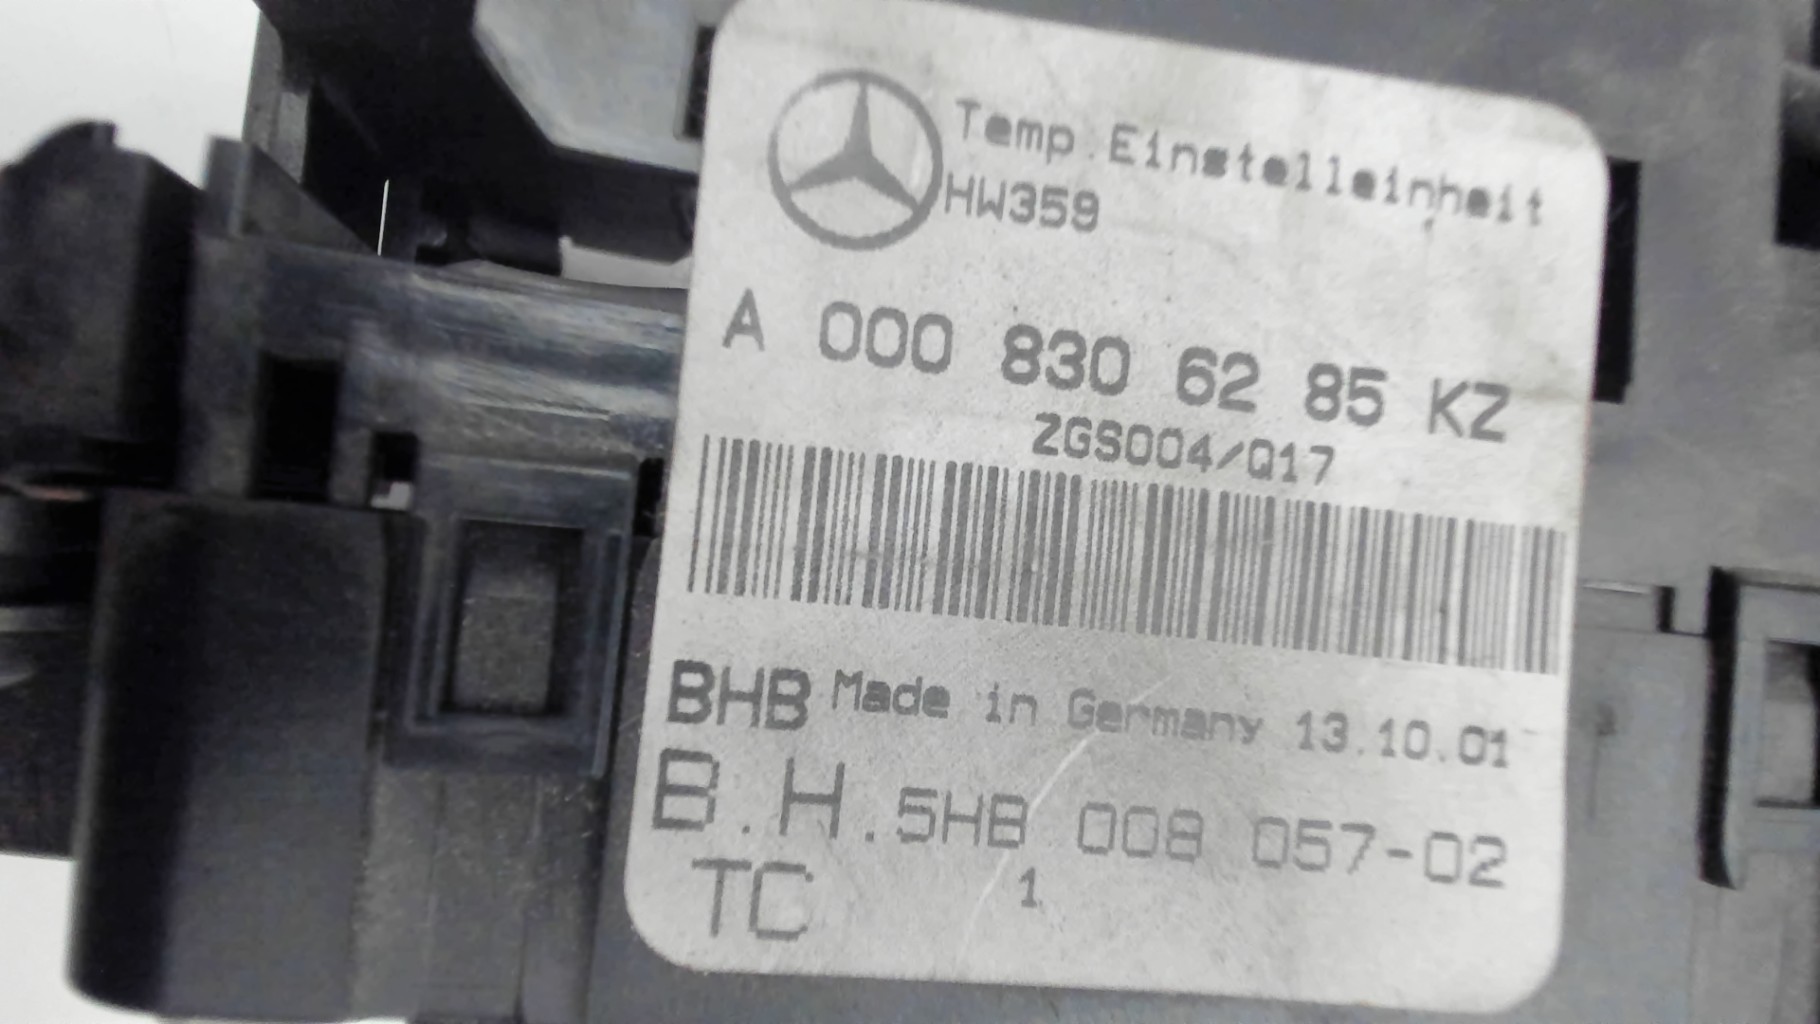 Temp.Einstelleinheit
HW359
A 000 830 62 85 KZ
ZGS004/Q17
BHB Made in Germany 13.10.01
B.H.5HB 008 057-02
TC 1